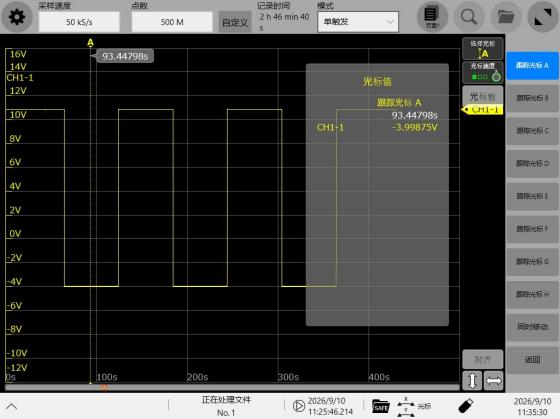 采样速度
50 kS/s
点数
500 M
自定义
记录时间
2 h 46 min 40 s
模式
单触发
A
93.44798s
16V
14V
CH1-1
12V
10V
8V
6V
4V
2V
0V
-2V
-4V
-6V
-8V
-10V
-12V
0s
100s
200s
300s
400s
光标值
跟踪光标 A
93.44798s
CH1-1
-3.99875V
选择光标
A
光标速度
光标值
CH1-1
对齐
跟踪光标 A
跟踪光标 B
跟踪光标 C
跟踪光标 D
跟踪光标 E
跟踪光标 F
跟踪光标 G
跟踪光标 H
同时移动
返回
正在处理文件
No. 1
2026/9/10
11:25:46.214
SAFE
X
Y
光标
2026/9/10
11:35:31